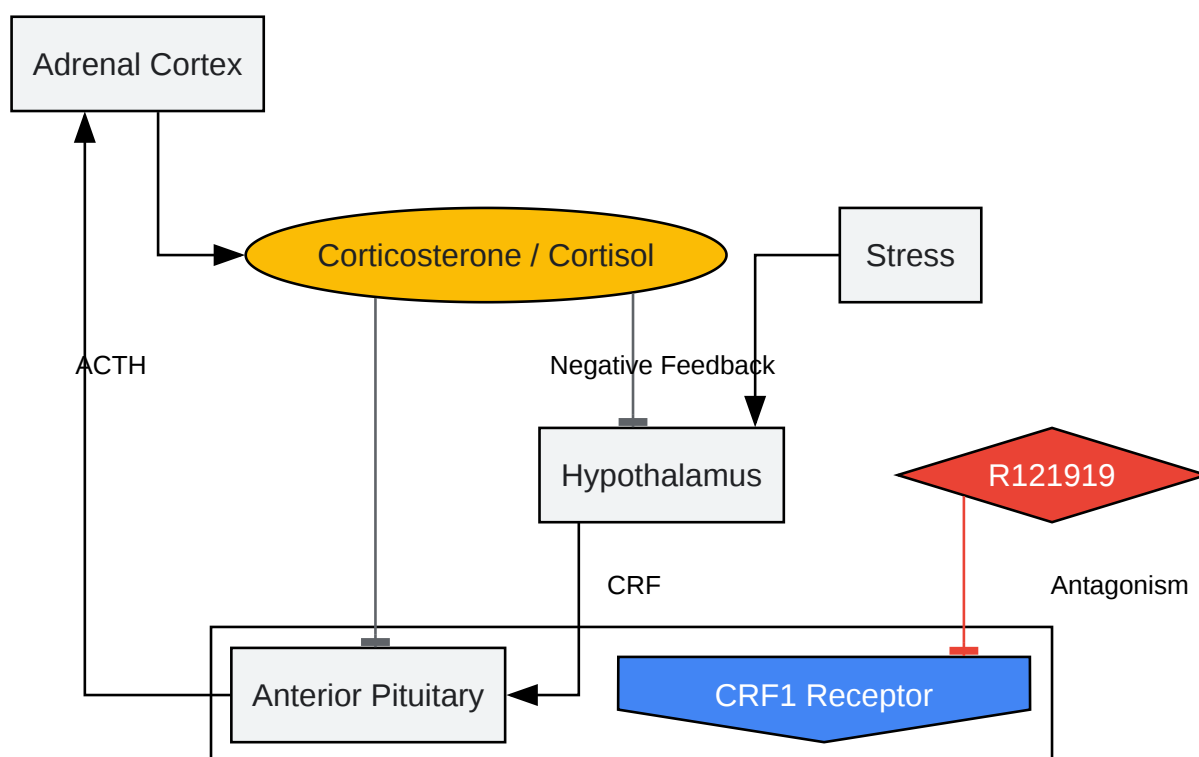 Adrenal Cortex
Corticosterone / Cortisol
Stress
ACTH
Negative Feedback
Hypothalamus
R121919
CRF
Antagonism
Anterior Pituitary
CRF1 Receptor